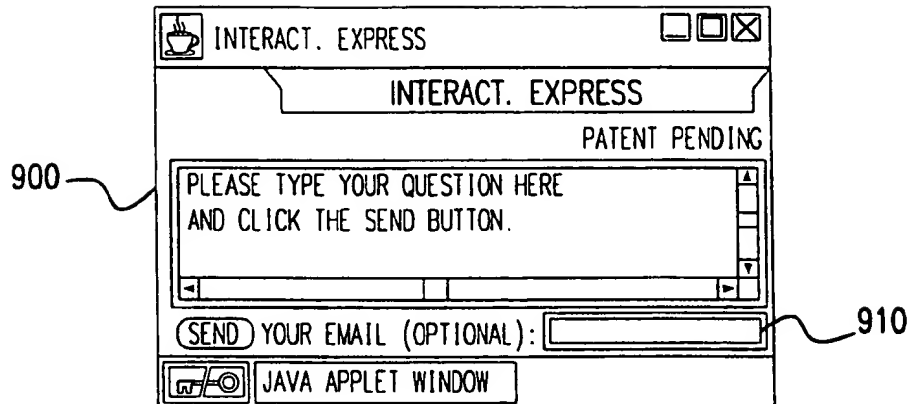 INTERACT. EXPRESS
INTERACT. EXPRESS
PATENT PENDING
900
PLEASE TYPE YOUR QUESTION HERE
AND CLICK THE SEND BUTTON.
SEND YOUR EMAIL (OPTIONAL):
910
JAVA APPLET WINDOW